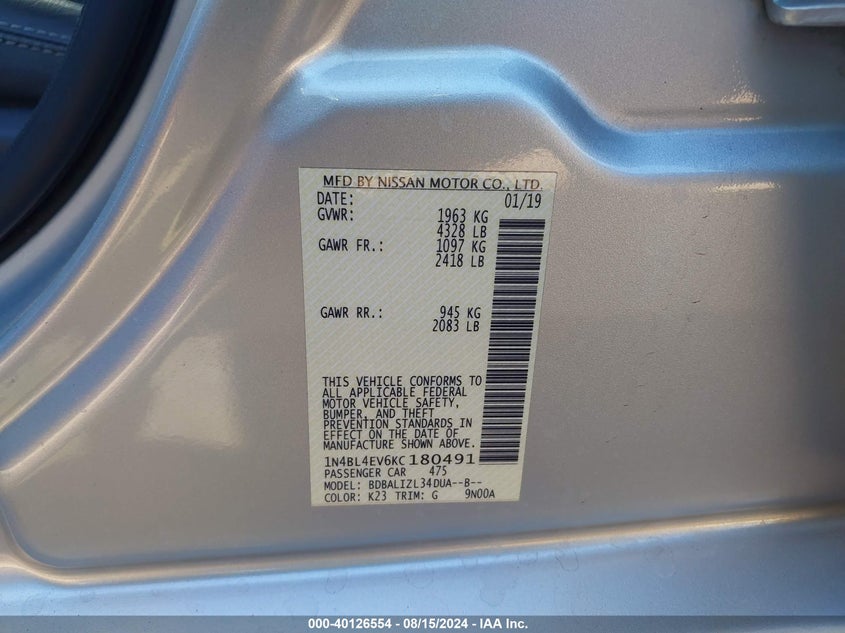 MFD BY NISSAN MOTOR CO., LTD.
DATE: 01/19
GVWR: 1963 KG
4328 LB
GAWR FR.: 1097 KG
2418 LB
GAWR RR.: 945 KG
2083 LB
THIS VEHICLE CONFORMS TO
ALL APPLICABLE FEDERAL
MOTOR VEHICLE SAFETY,
BUMPER, AND THEFT
PREVENTION STANDARDS IN
EFFECT ON THE DATE OF
MANUFACTURE SHOWN ABOVE.
1N4BL4EV6KC180491
PASSENGER CAR 475
MODEL: BDBALIZL34DUA--B--
COLOR: K23 TRIM: G 9N00A
000-40126554 - 08/15/2024 - IAA Inc.